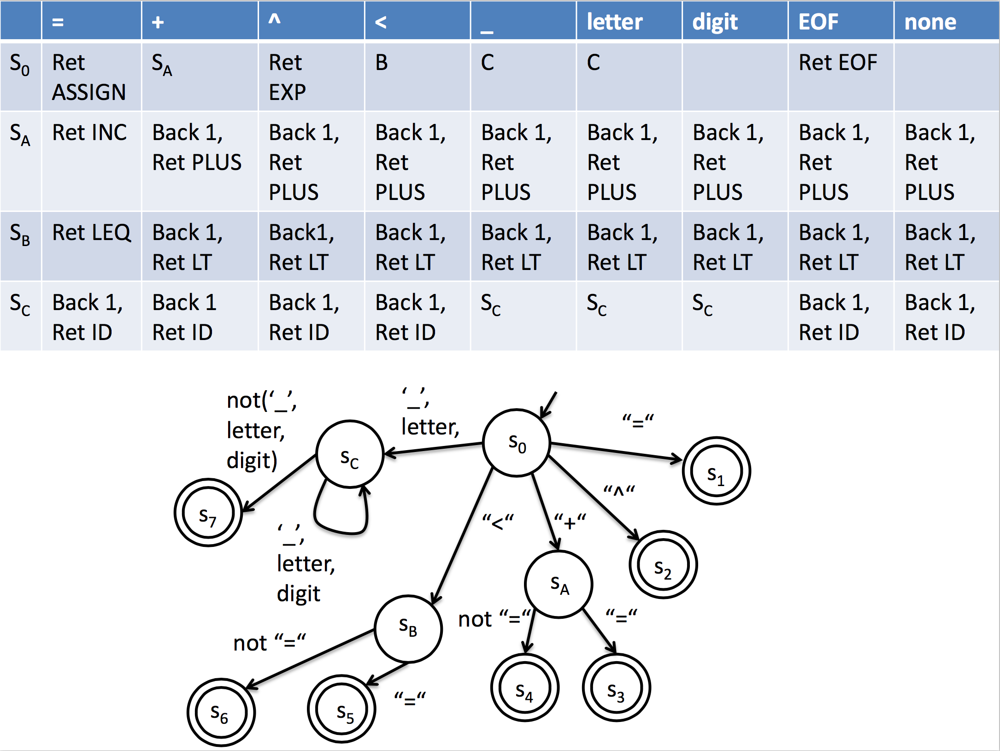 = + ^ < _ letter digit EOF none
S0 Ret ASSIGN SA Ret EXP B C C Ret EOF
SA Ret INC Back 1, Ret PLUS Back 1, Ret PLUS Back 1, Ret PLUS Back 1, Ret PLUS Back 1, Ret PLUS Back 1, Ret PLUS Back 1, Ret PLUS Back 1, Ret PLUS
SB Ret LEQ Back 1, Ret LT Back1, Ret LT Back 1, Ret LT Back 1, Ret LT Back 1, Ret LT Back 1, Ret LT Back 1, Ret LT Back 1, Ret LT
SC Back 1, Ret ID Back 1 Ret ID Back 1, Ret ID Back 1, Ret ID SC SC SC Back 1, Ret ID Back 1, Ret ID
not(‘_’,
letter,
digit)
‘_’,
letter,
“=“
s0
sC
s1
“^“
“<“
“+“
s7
‘_’,
letter,
digit
s2
sA
not “=“
“=“
sB
not “=“
“=“
s4
s3
s6
s5